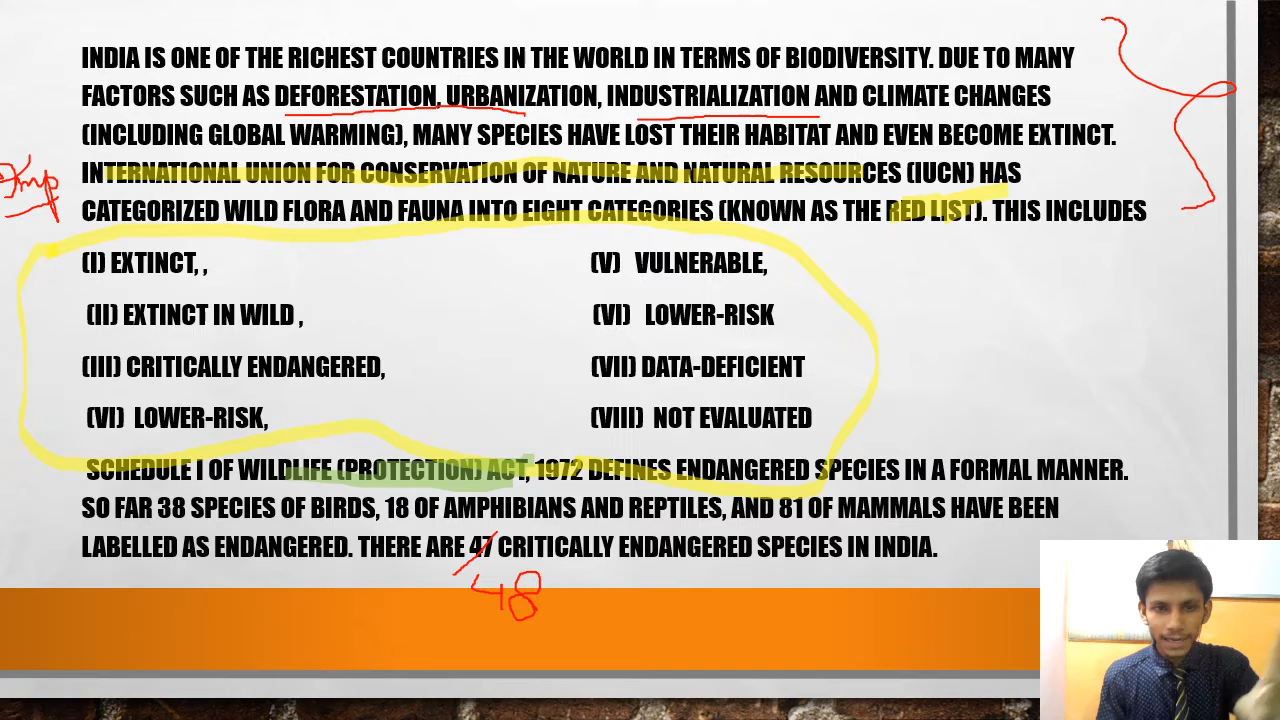 INDIA IS ONE OF THE RICHEST COUNTRIES IN THE WORLD IN TERMS OF BIODIVERSITY. DUE TO MANY
FACTORS SUCH AS DEFORESTATION, URBANIZATION, INDUSTRIALIZATION AND CLIMATE CHANGES
(INCLUDING GLOBAL WARMING), MANY SPECIES HAVE LOST THEIR HABITAT AND EVEN BECOME EXTINCT.
INTERNATIONAL UNION FOR CONSERVATION OF NATURE AND NATURAL RESOURCES (IUCN) HAS
Imp
CATEGORIZED WILD FLORA AND FAUNA INTO EIGHT CATEGORIES (KNOWN AS THE RED LIST). THIS INCLUDES
(I) EXTINCT, , (V) VULNERABLE,
(II) EXTINCT IN WILD , (VI) LOWER-RISK
(III) CRITICALLY ENDANGERED, (VII) DATA-DEFICIENT
(VI) LOWER-RISK, (VIII) NOT EVALUATED
SCHEDULE I OF WILDLIFE (PROTECTION) ACT, 1972 DEFINES ENDANGERED SPECIES IN A FORMAL MANNER.
SO FAR 38 SPECIES OF BIRDS, 18 OF AMPHIBIANS AND REPTILES, AND 81 OF MAMMALS HAVE BEEN
LABELLED AS ENDANGERED. THERE ARE 47 CRITICALLY ENDANGERED SPECIES IN INDIA.
48